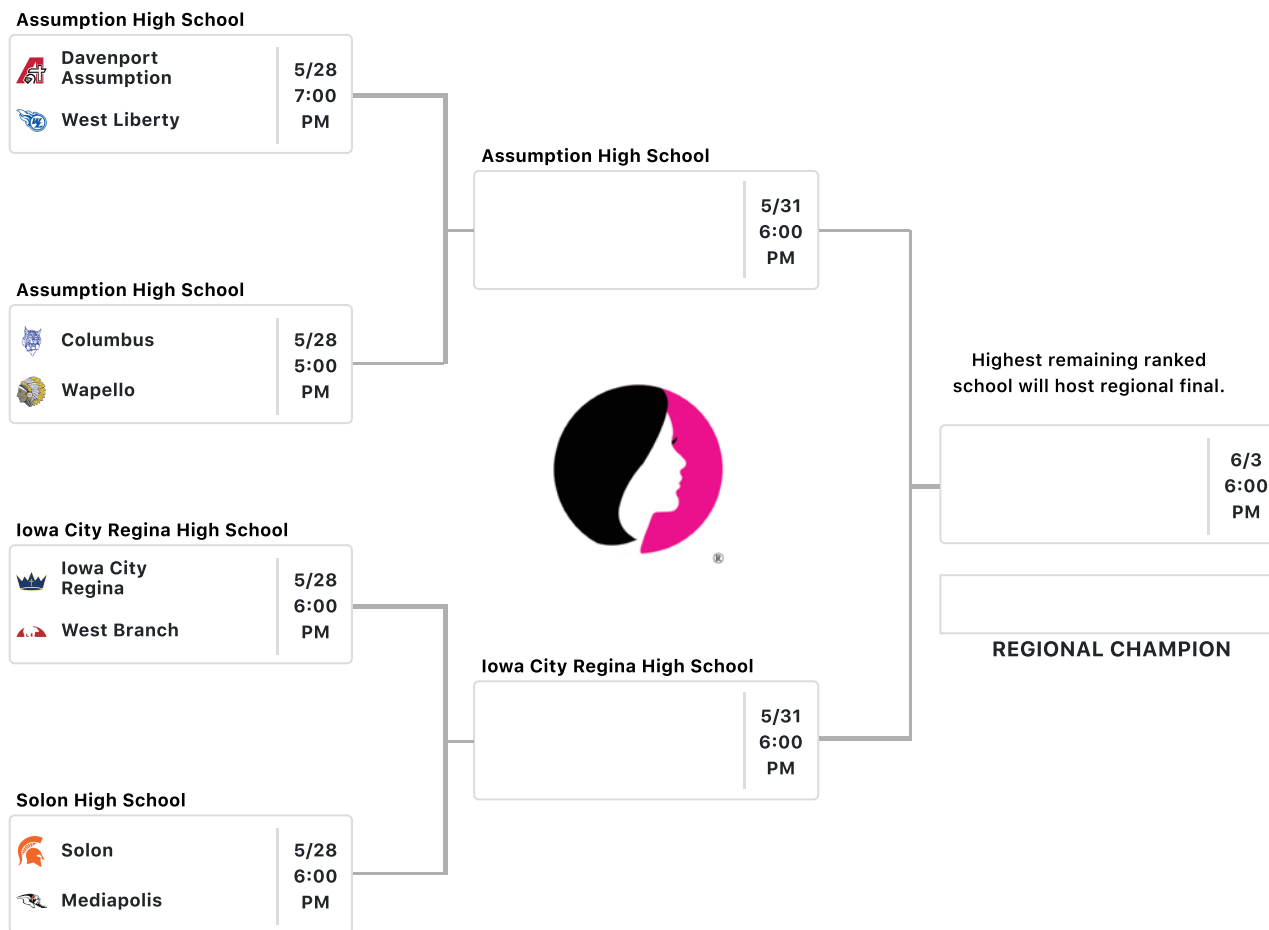 Assumption High School
Davenport
Assumption
West Liberty
5/28
7:00
PM
Assumption High School
5/31
6:00
PM
Assumption High School
Columbus
Wapello
5/28
5:00
PM
Highest remaining ranked
school will host regional final.
6/3
6:00
PM
REGIONAL CHAMPION
®
Iowa City Regina High School
Iowa City
Regina
West Branch
5/28
6:00
PM
Iowa City Regina High School
5/31
6:00
PM
Solon High School
Solon
Mediapolis
5/28
6:00
PM